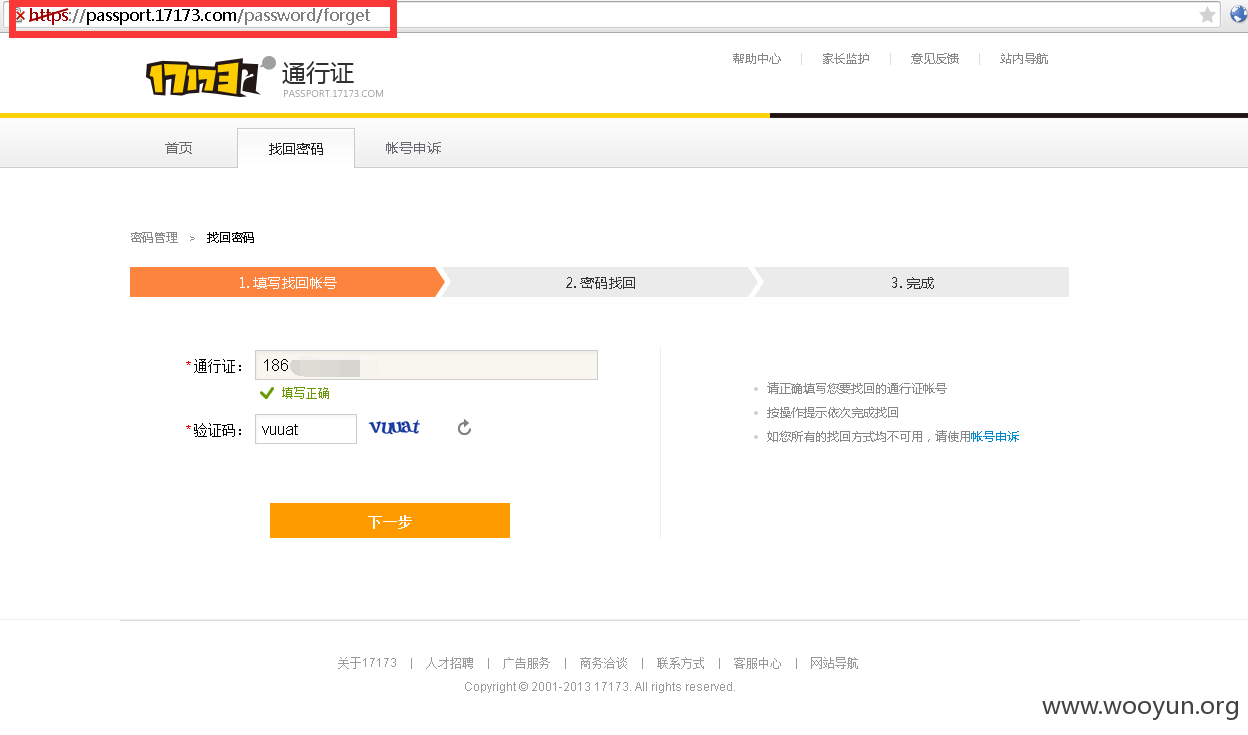 https://passport.17173.com/password/forget
17173 通行证
PASSPORT.17173.COM
帮助中心 | 家长监护 | 意见反馈 | 站内导航
首页 找回密码 帐号申诉
密码管理 > 找回密码
1.填写找回帐号 2.密码找回 3.完成
*通行证： 186
填写正确
*验证码： vuuat vuuat
下一步
请正确填写您要找回的通行证帐号
按操作提示依次完成找回
如您所有的找回方式均不可用，请使用帐号申诉
关于17173 | 人才招聘 | 广告服务 | 商务洽谈 | 联系方式 | 客服中心 | 网站导航
Copyright © 2001-2013 17173. All rights reserved.
www.wooyun.org